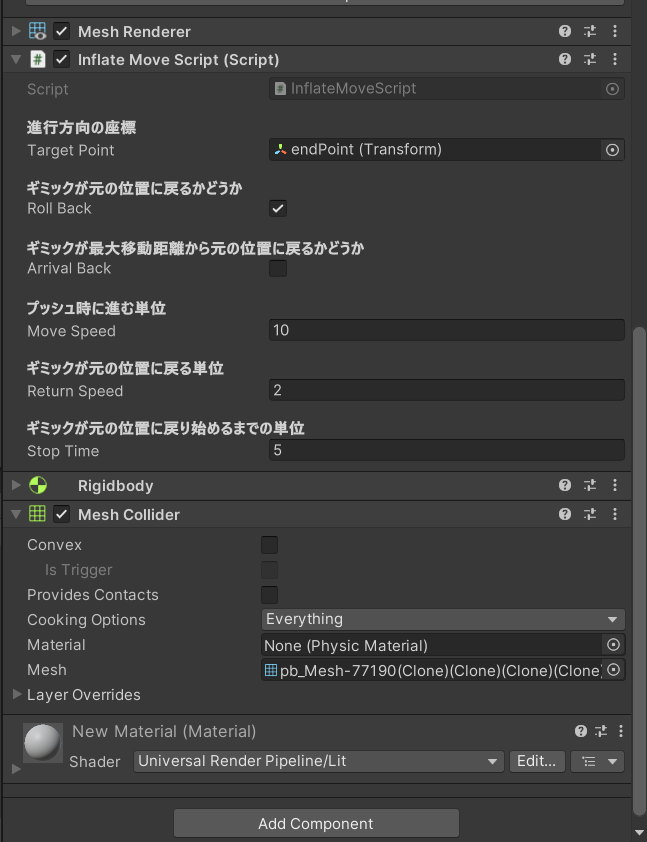 Mesh Renderer
Inflate Move Script (Script)
Script InflateMoveScript
進行方向の座標
Target Point endPoint (Transform)
ギミックが元の位置に戻るかどうか
Roll Back
ギミックが最大移動距離から元の位置に戻るかどうか
Arrival Back
プッシュ時に進む単位
Move Speed 10
ギミックが元の位置に戻る単位
Return Speed 2
ギミックが元の位置に戻り始めるまでの単位
Stop Time 5
Rigidbody
Mesh Collider
Convex
Is Trigger
Provides Contacts
Cooking Options Everything
Material None (Physic Material)
Mesh pb_Mesh-77190(Clone)(Clone)(Clone)(Clone)
Layer Overrides
New Material (Material)
Shader Universal Render Pipeline/Lit Edit...
Add Component